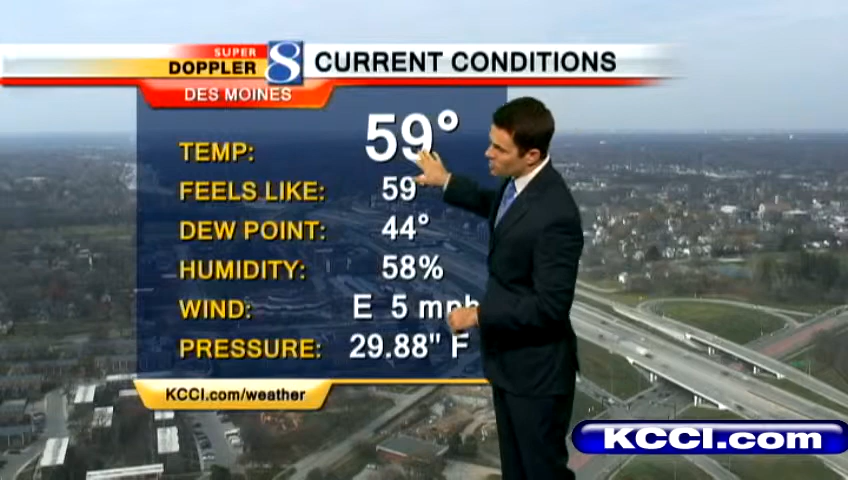 SUPER
DOPPLER 8 CURRENT CONDITIONS
DES MOINES
TEMP: 59°
FEELS LIKE: 59
DEW POINT: 44°
HUMIDITY: 58%
WIND: E 5 mph
PRESSURE: 29.88" F
KCCI.com/weather
KCCI.com